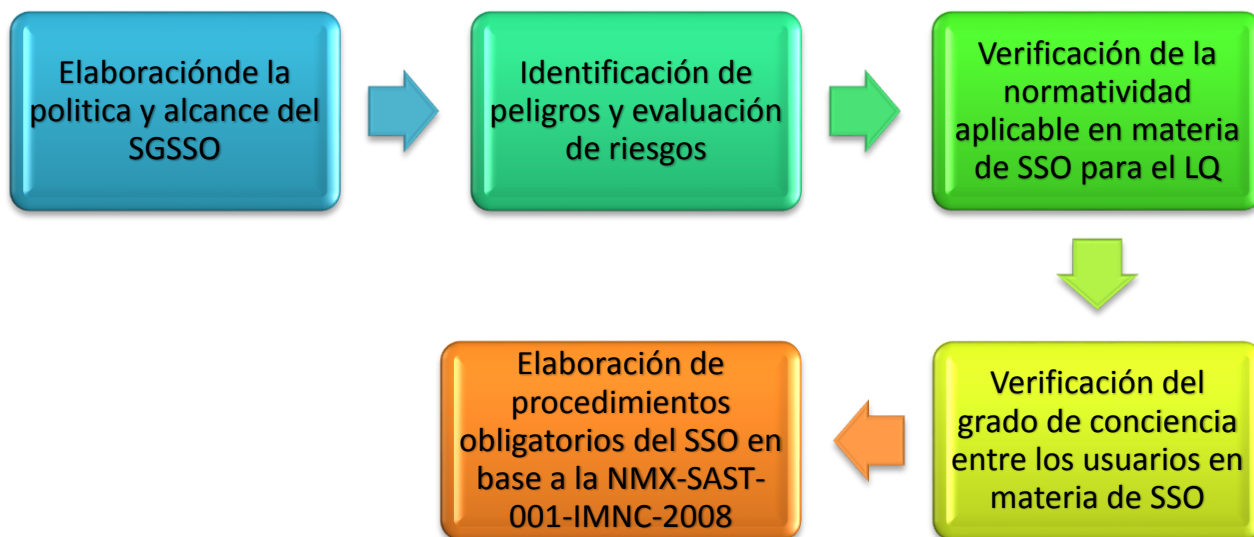 Elaboraciónde la
politica y alcance del
SGSSO
Identificación de
peligros y evaluación
de riesgos
Verificación de la
normatividad
aplicable en materia
de SSO para el LQ
Verificación del
grado de conciencia
entre los usuarios en
materia de SSO
Elaboración de
procedimientos
obligatorios del SSO en
base a la NMX-SAST-
001-IMNC-2008